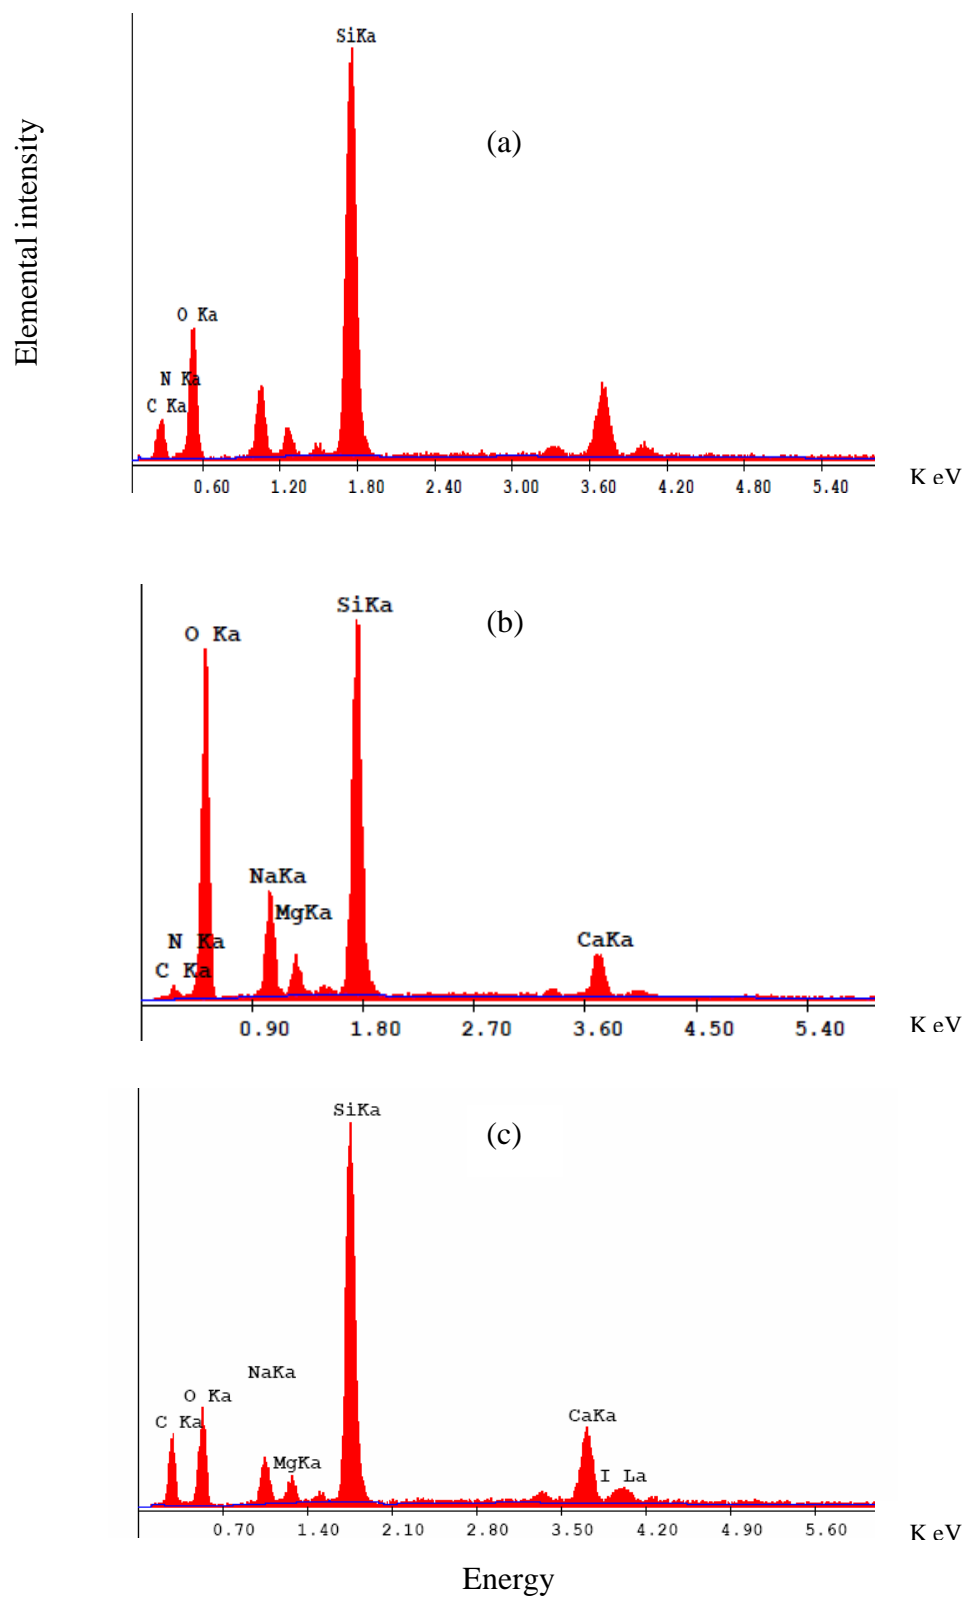 Elemental intensity
SiKa
(a)
O Ka
N Ka
C Ka
0.60 1.20 1.80 2.40 3.00 3.60 4.20 4.80 5.40 K eV
SiKa
(b)
O Ka
NaKa
MgKa
N Ka
CaKa
C Ka
0.90 1.80 2.70 3.60 4.50 5.40 K eV
SiKa
(c)
NaKa
O Ka
C Ka
CaKa
MgKa
I La
0.70 1.40 2.10 2.80 3.50 4.20 4.90 5.60 K eV
Energy